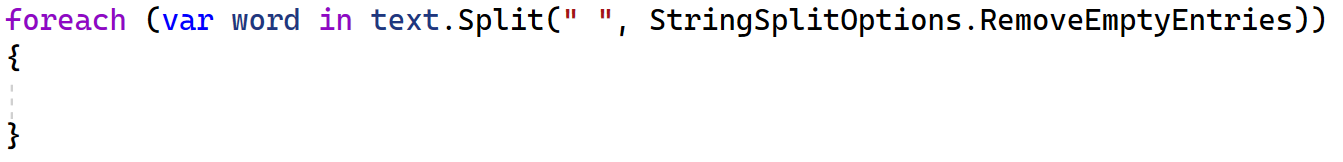 foreach (var word in text.Split(" ", StringSplitOptions.RemoveEmptyEntries))
{
}